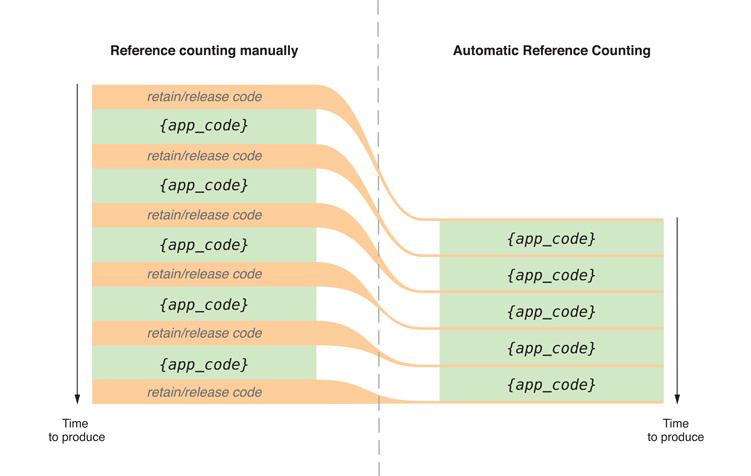 Reference counting manually
retain/release code
{app_code}
retain/release code
{app_code}
retain/release code
{app_code}
retain/release code
{app_code}
retain/release code
{app_code}
retain/release code
Time
to produce
Automatic Reference Counting
{app_code}
{app_code}
{app_code}
{app_code}
{app_code}
Time
to produce